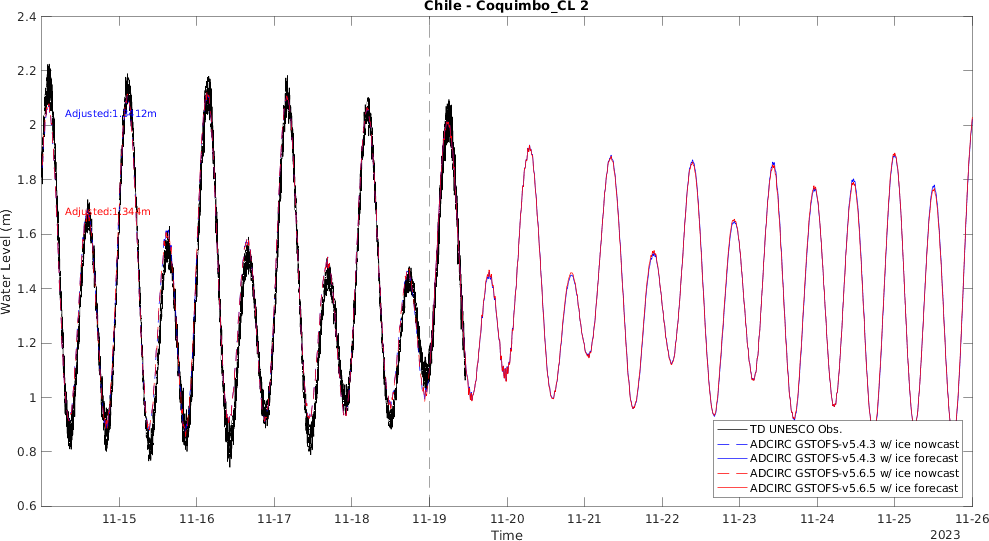 Chile - Coquimbo_CL 2
2.4
2.2
2
1.8
1.6
1.4
1.2
1
0.8
0.6
Water Level (m)
Adjusted:1.3412m
Adjusted:1.344m
TD UNESCO Obs.
ADCIRC GSTOFS-v5.4.3 w/ ice nowcast
ADCIRC GSTOFS-v5.4.3 w/ ice forecast
ADCIRC GSTOFS-v5.6.5 w/ ice nowcast
ADCIRC GSTOFS-v5.6.5 w/ ice forecast
11-15 11-16 11-17 11-18 11-19 11-20 11-21 11-22 11-23 11-24 11-25 11-26
Time
2023